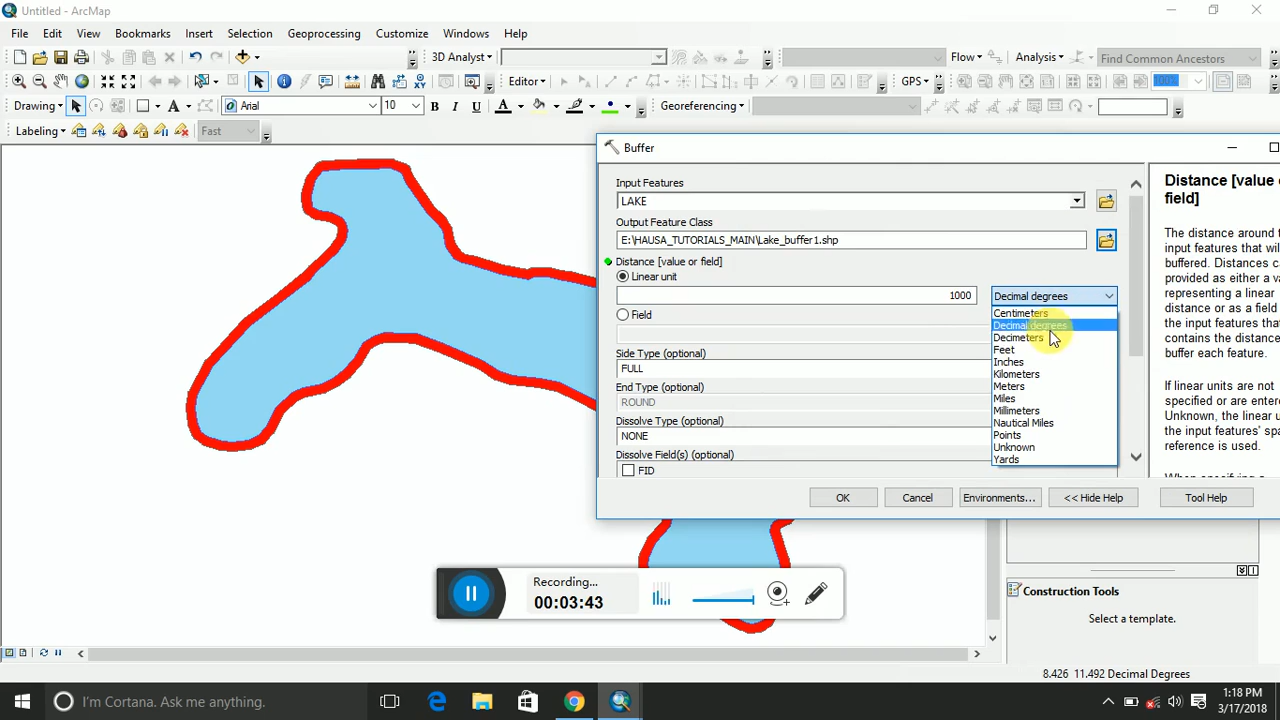 Untitled - ArcMap
File Edit View Bookmarks Insert Selection Geoprocessing Customize Windows Help
3D Analyst Flow Analysis Find Common Ancestors
Editor GPS 100%
Drawing A Arial 10 B I U A Georeferencing
Labeling Fast
Buffer
Input Features
LAKE
Output Feature Class
E:\HAUSA_TUTORIALS_MAIN\Lake_buffer1.shp
Distance [value or field]
Linear unit
1000 Decimal degrees
Field
Side Type (optional)
FULL
End Type (optional)
ROUND
Dissolve Type (optional)
NONE
Dissolve Field(s) (optional)
FID
Centimeters
Decimal degrees
Decimeters
Feet
Inches
Kilometers
Meters
Miles
Millimeters
Nautical Miles
Points
Unknown
Yards
Distance [value o
field]
The distance around t
input features that will
buffered. Distances c
provided as either a v
representing a linear
distance or as a field
the input features that
contains the distance
buffer each feature.
If linear units are not
specified or are entere
Unknown, the linear u
the input features' spa
reference is used.
When specifying a
OK Cancel Environments... << Hide Help Tool Help
Recording...
00:03:43
Construction Tools
Select a template.
8.426 11.492 Decimal Degrees
I'm Cortana. Ask me anything.
1:18 PM
3/17/2018